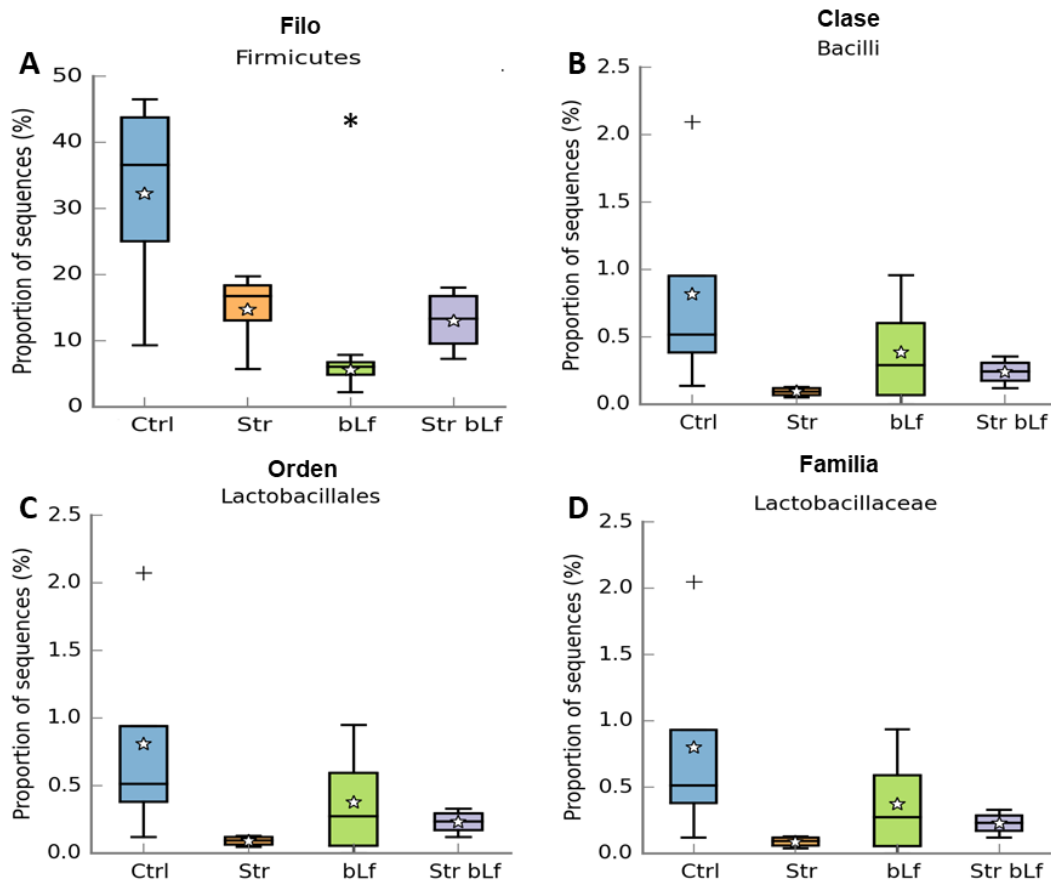 Filo
Firmicutes
A
Proportion of sequences (%)
50
40
30
20
10
0
*
Ctrl Str bLf Str bLf
Clase
Bacilli
B
Proportion of sequences (%)
2.5
2.0
1.5
1.0
0.5
0.0
Ctrl Str bLf Str bLf
Orden
Lactobacillales
C
Proportion of sequences (%)
2.5
2.0
1.5
1.0
0.5
0.0
Ctrl Str bLf Str bLf
Familia
Lactobacillaceae
D
Proportion of sequences (%)
2.5
2.0
1.5
1.0
0.5
0.0
Ctrl Str bLf Str bLf